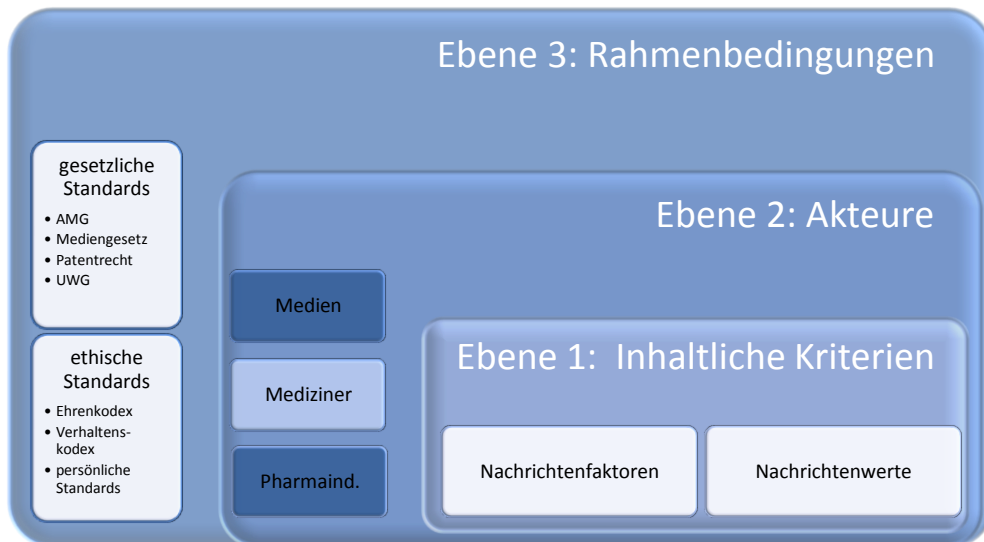 Ebene 3: Rahmenbedingungen
gesetzliche
Standards
• AMG
• Mediengesetz
• Patentrecht
• UWG
ethische
Standards
• Ehrenkodex
• Verhaltens-
kodex
• persönliche
Standards
Ebene 2: Akteure
Medien
Mediziner
Pharmaind.
Ebene 1:  Inhaltliche Kriterien
Nachrichtenfaktoren
Nachrichtenwerte